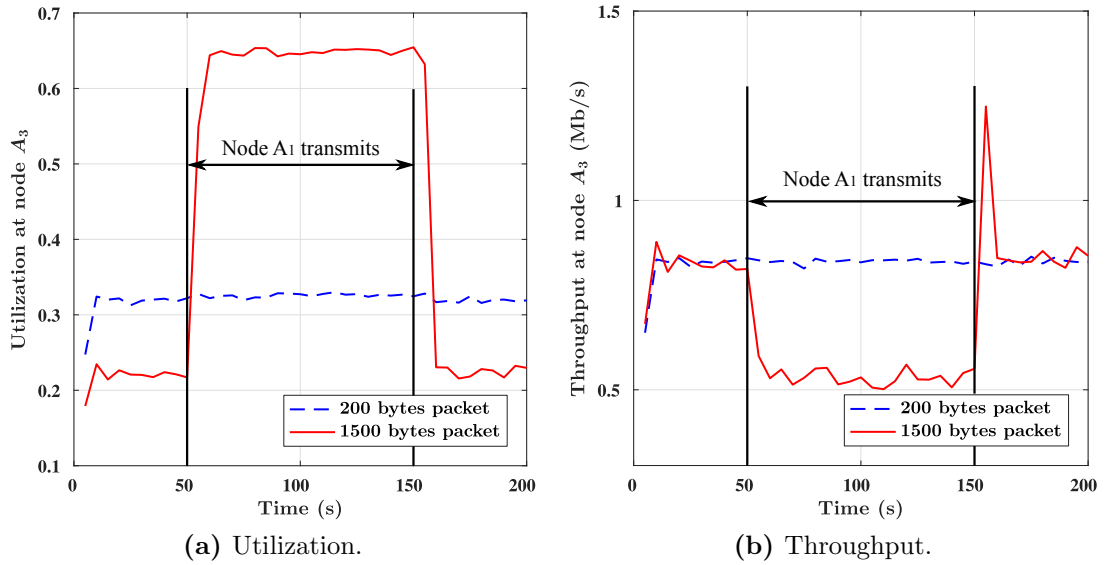 0.7
0.6
0.5
0.4
0.3
0.2
0.1
Utilization at node A3
Node A1 transmits
200 bytes packet
1500 bytes packet
0 50 100 150 200
Time (s)
(a) Utilization.
1.5
1
0.5
Throughput at node A3 (Mb/s)
Node A1 transmits
200 bytes packet
1500 bytes packet
0 50 100 150 200
Time (s)
(b) Throughput.